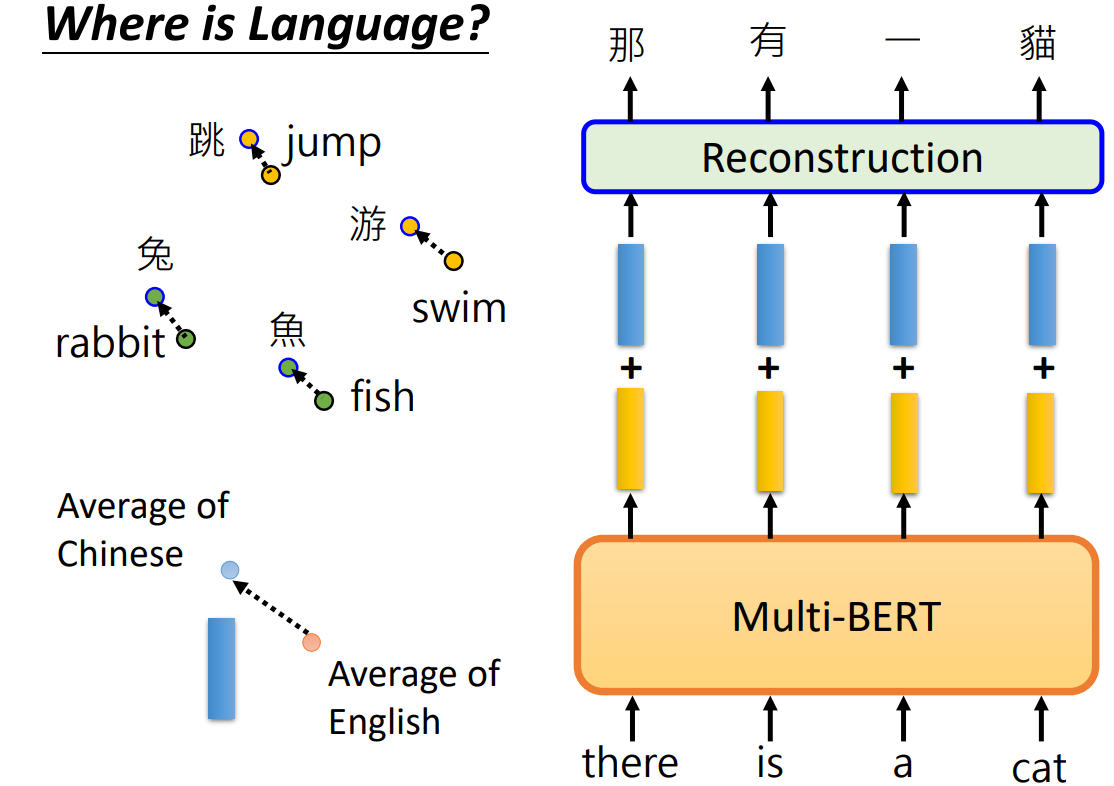 Where is Language?
跳 jump
游
swim
兔
rabbit
魚
fish
Average of
Chinese
Average of
English
那 有 一 貓
Reconstruction
+ + + +
Multi-BERT
there is a cat